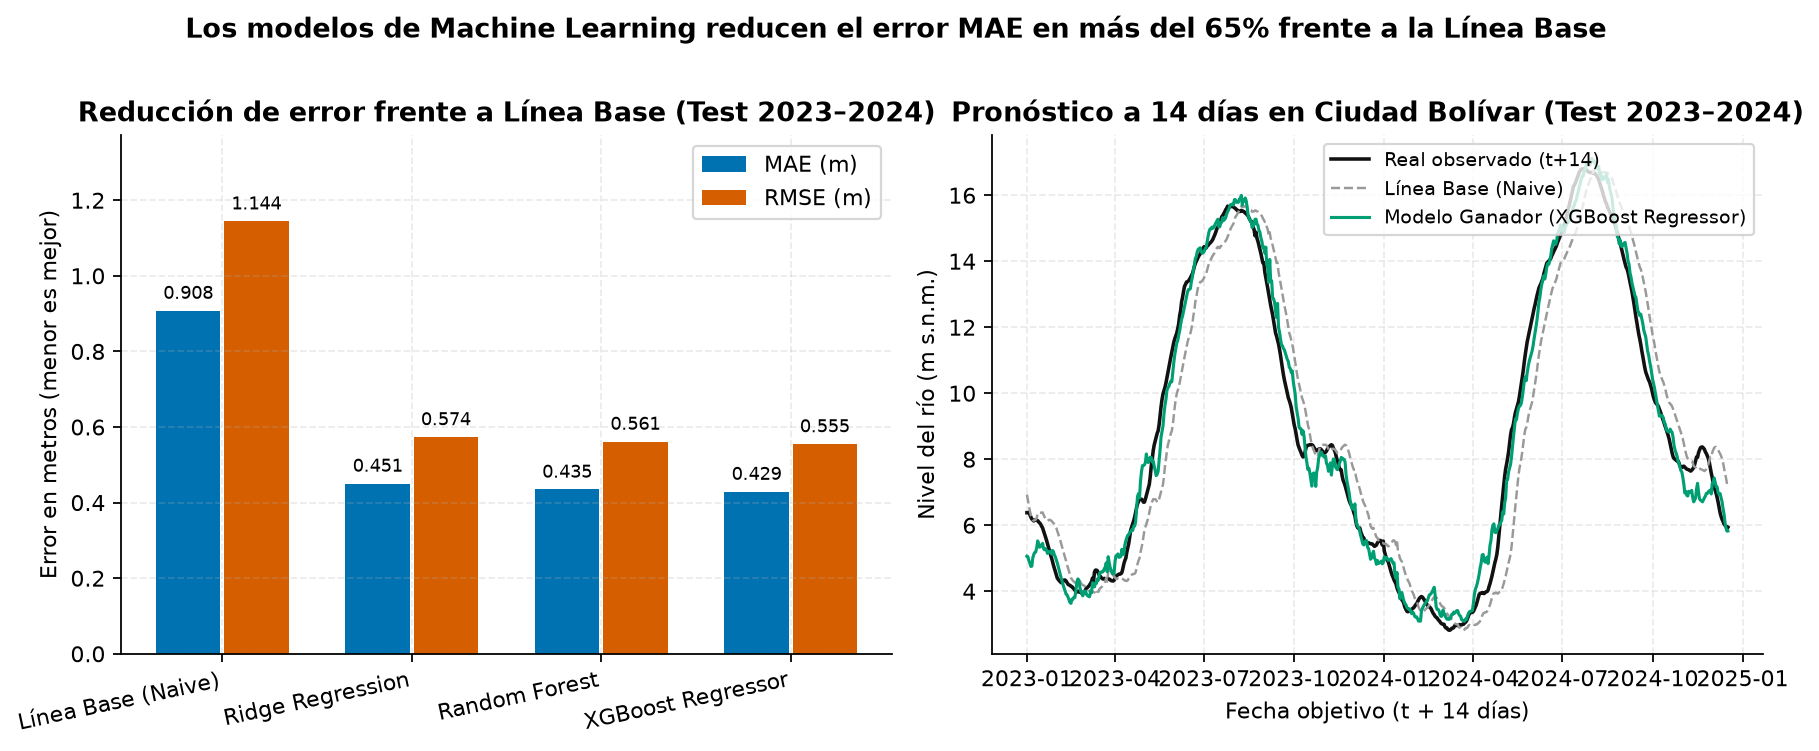 Los modelos de Machine Learning reducen el error MAE en más del 65% frente a la Línea Base
Reducción de error frente a Línea Base (Test 2023–2024)
MAE (m)
RMSE (m)
Error en metros (menor es mejor)
1.2
1.0
0.8
0.6
0.4
0.2
0.0
0.908
1.144
0.451
0.574
0.435
0.561
0.429
0.555
Línea Base (Naive)
Ridge Regression
Random Forest
XGBoost Regressor
Pronóstico a 14 días en Ciudad Bolívar (Test 2023–2024)
Real observado (t+14)
Línea Base (Naive)
Modelo Ganador (XGBoost Regressor)
Nivel del río (m s.n.m.)
16
14
12
10
8
6
4
2023-01
2023-04
2023-07
2023-10
2024-01
2024-04
2024-07
2024-10
2025-01
Fecha objetivo (t + 14 días)